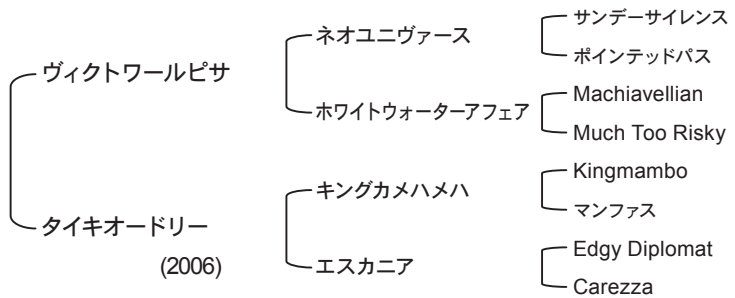 ヴィクトワールピサ
タイキオードリー
(2006)
ネオユニヴァース
ホワイトウォーターアフェア
キングカメハメハ
エスカニア
サンデーサイレンス
ポインテッドパス
Machiavellian
Much Too Risky
Kingmambo
マンファス
Edgy Diplomat
Carezza